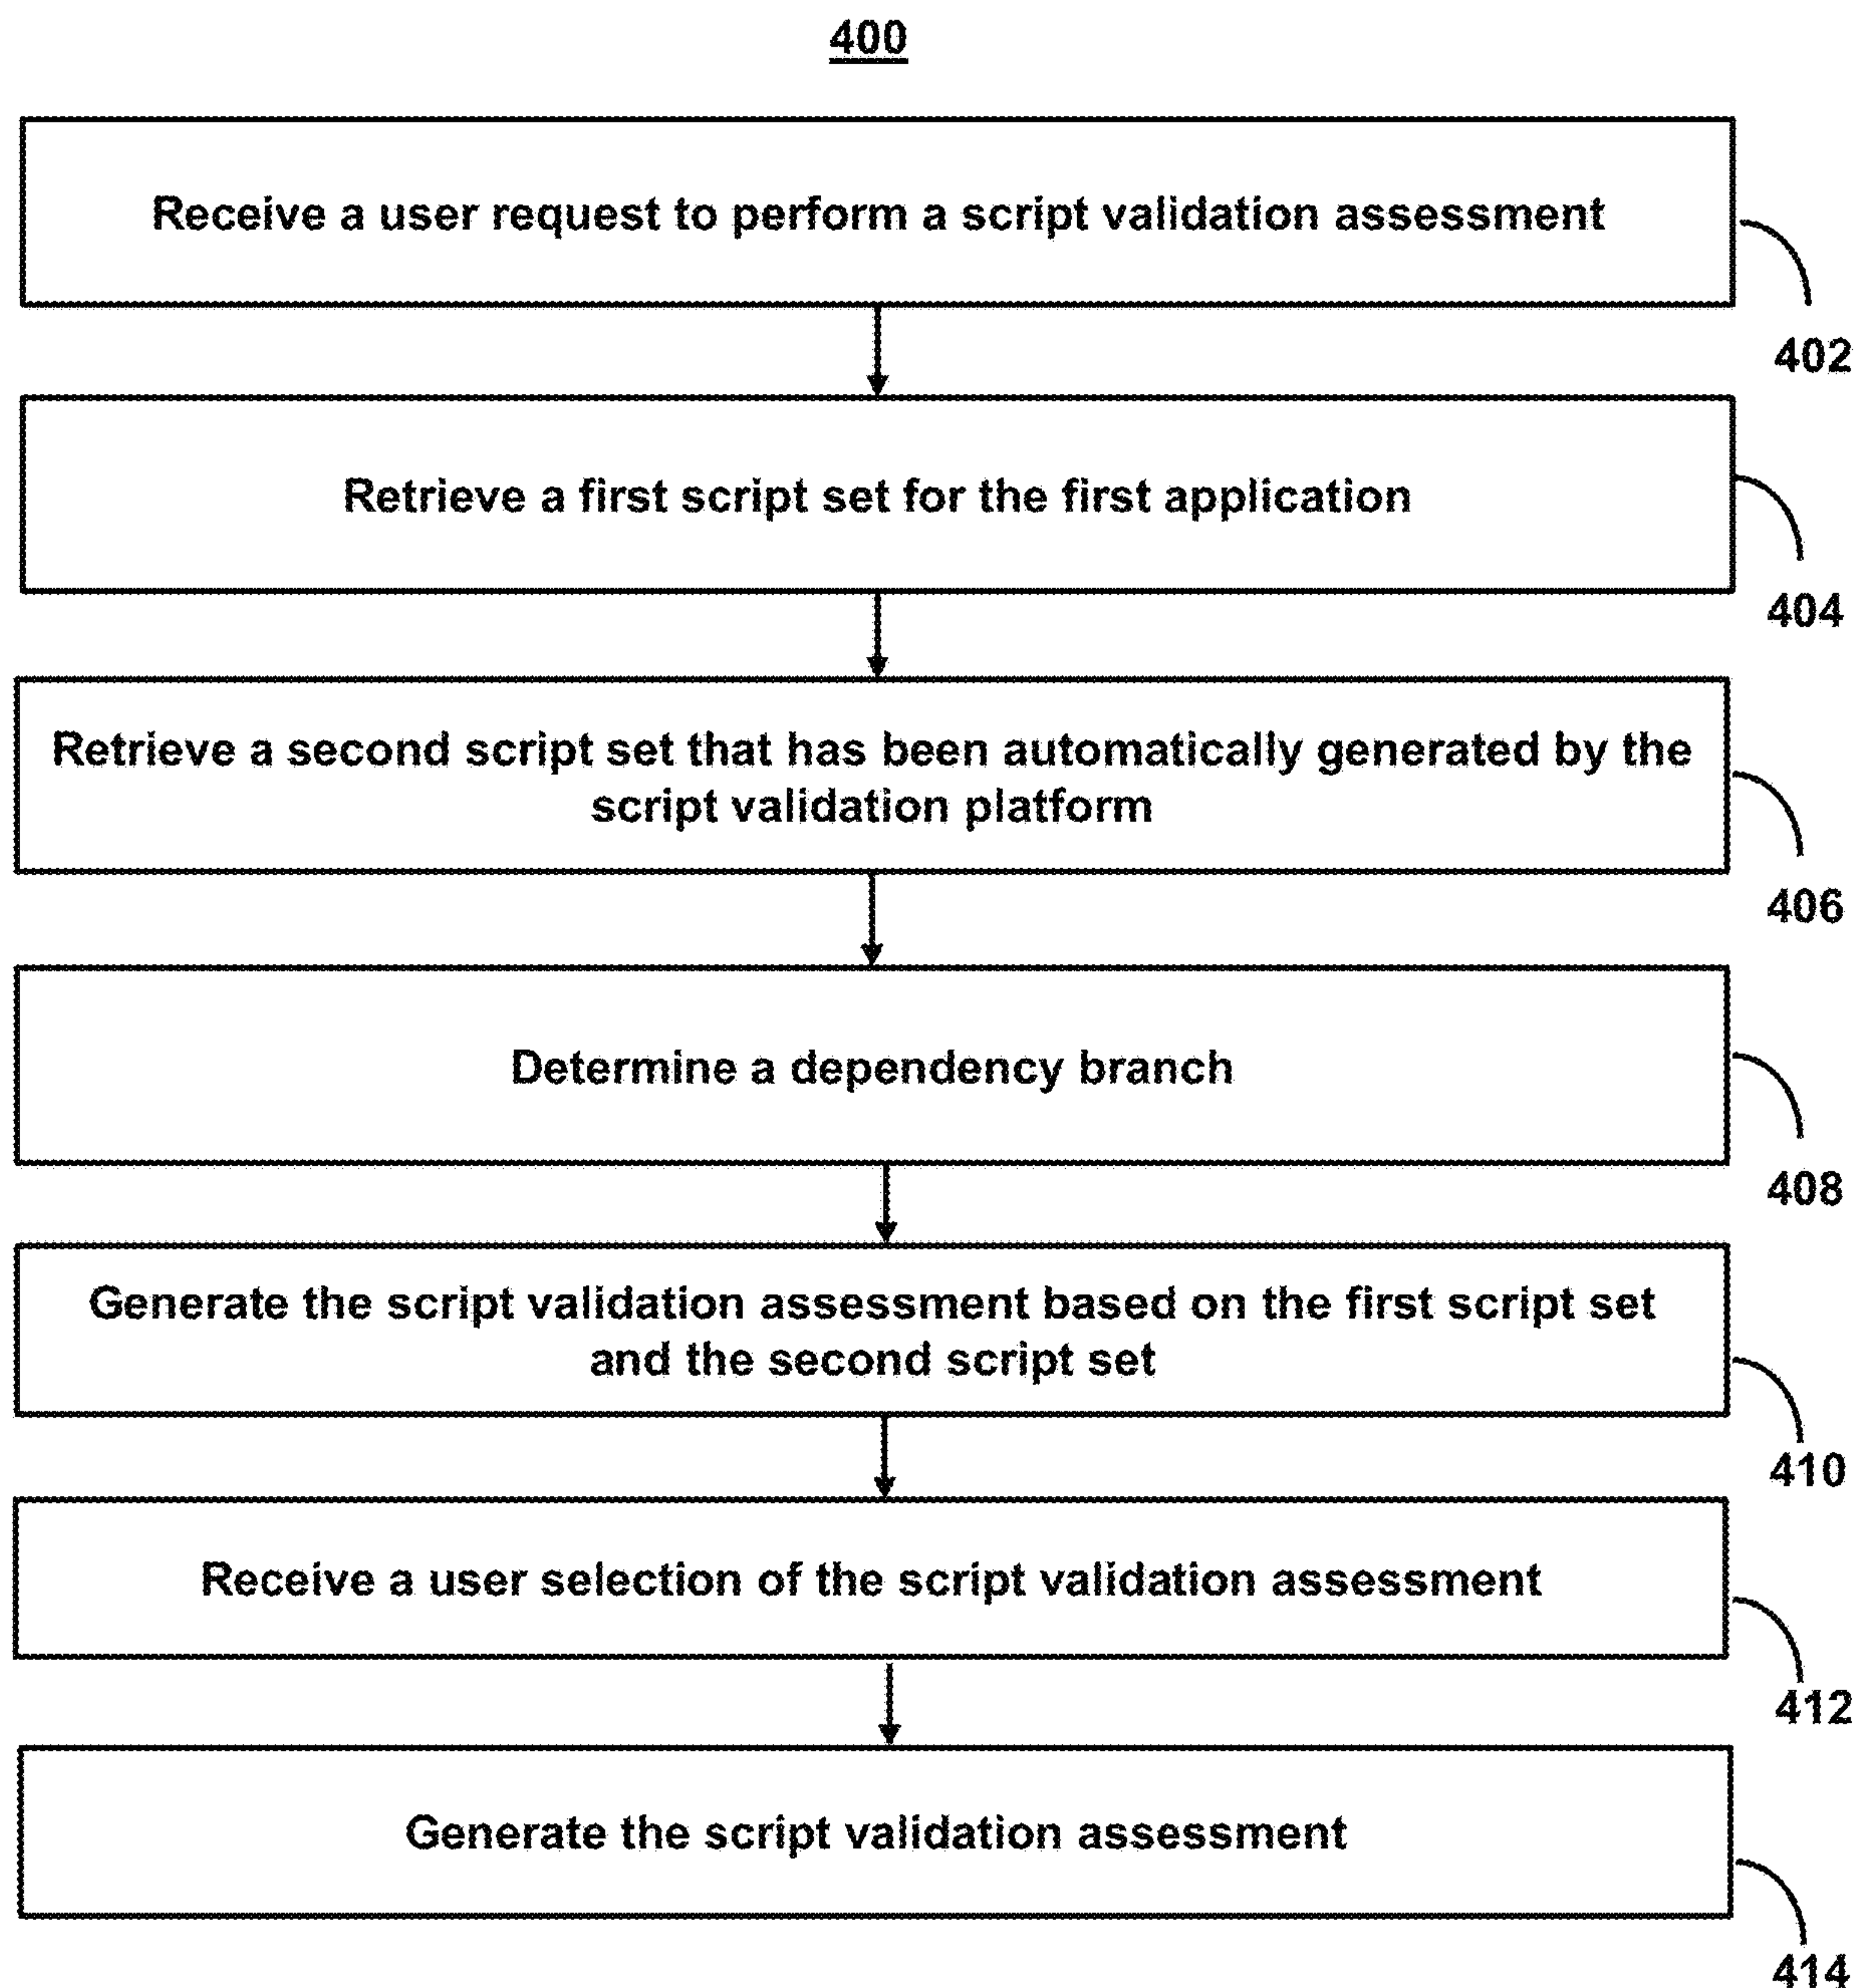 400
Receive a user request to perform a script validation assessment
402
Retrieve a first script set for the first application
404
Retrieve a second script set that has been automatically generated by the
script validation platform
406
Determine a dependency branch
408
Generate the script validation assessment based on the first script set
and the second script set
410
Receive a user selection of the script validation assessment
412
Generate the script validation assessment
414